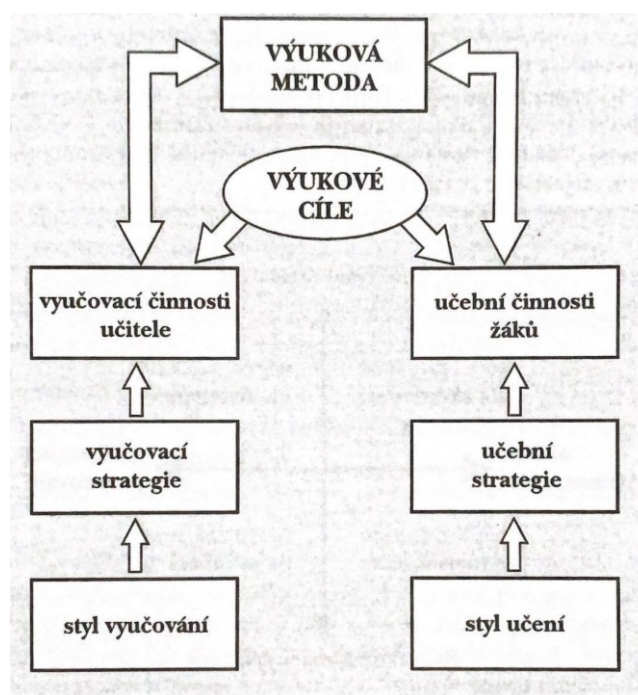 VÝUKOVÁ
METODA
VÝUKOVÉ
CÍLE
vyučovací činnosti
učitele
učební činnosti
žáků
vyučovací
strategie
učební
strategie
styl vyučování
styl učení